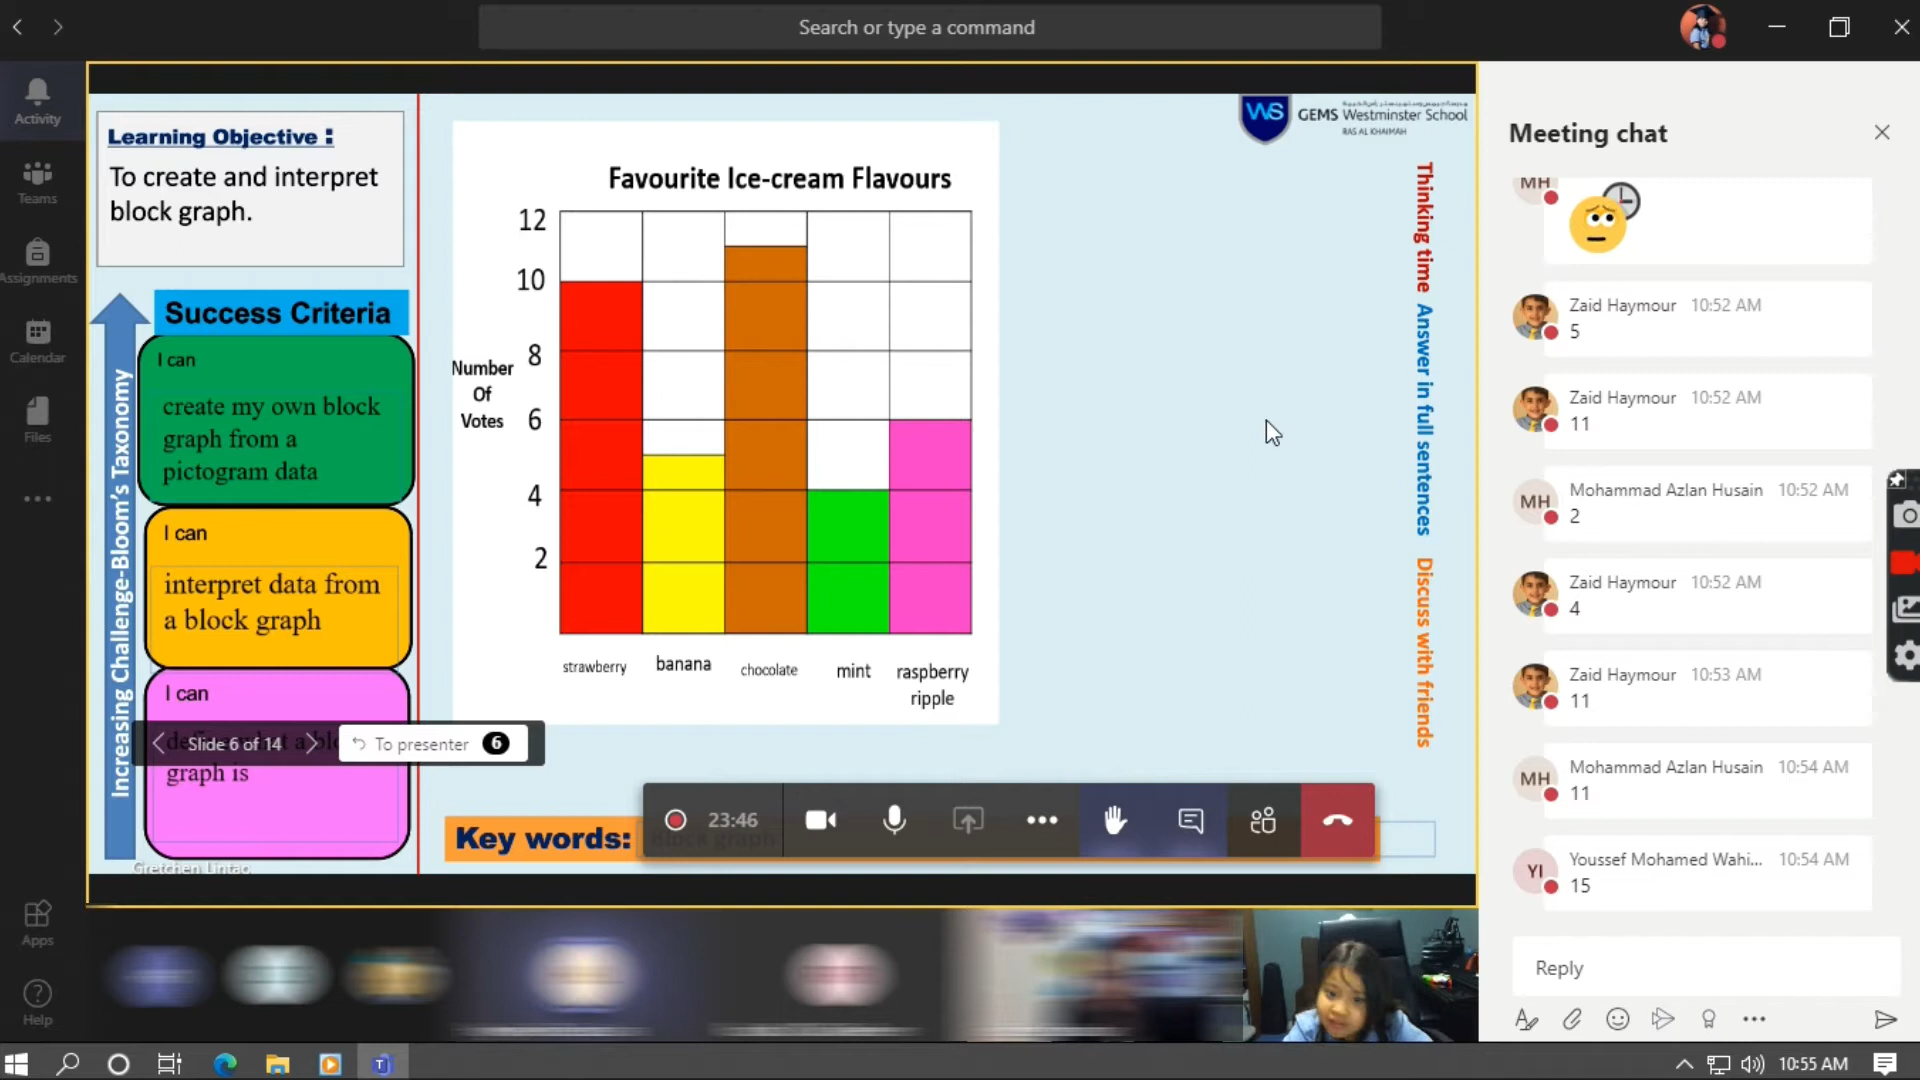 Search or type a command
Activity
Teams
Assignments
Calendar
Files
Apps
Help
Learning Objective :
To create and interpret
block graph.
Success Criteria
Increasing Challenge-Bloom's Taxonomy
I can
create my own block
graph from a
pictogram data
I can
interpret data from
a block graph
I can
graph is
Slide 6 of 14
To presenter
6
Gretchen Lintao
Favourite Ice-cream Flavours
Number
Of
Votes
12
10
8
6
4
2
strawberry
banana
chocolate
mint
raspberry
ripple
WS
GEMS Westminster School
RAS AL KHAIMAH
Thinking time
Answer in full sentences
Discuss with friends
Key words:
block graph
23:46
Meeting chat
MH
Zaid Haymour 10:52 AM
5
Zaid Haymour 10:52 AM
11
MH
Mohammad Azlan Husain 10:52 AM
2
Zaid Haymour 10:52 AM
4
Zaid Haymour 10:53 AM
11
MH
Mohammad Azlan Husain 10:54 AM
11
YI
Youssef Mohamed Wahi... 10:54 AM
15
Reply
10:55 AM